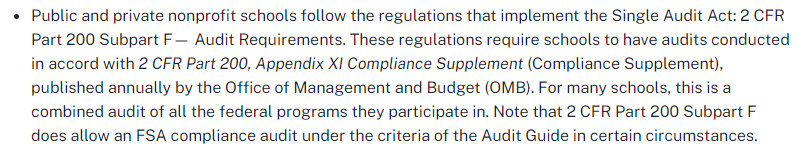 • Public and private nonprofit schools follow the regulations that implement the Single Audit Act: 2 CFR
Part 200 Subpart F— Audit Requirements. These regulations require schools to have audits conducted
in accord with 2 CFR Part 200, Appendix XI Compliance Supplement (Compliance Supplement),
published annually by the Office of Management and Budget (OMB). For many schools, this is a
combined audit of all the federal programs they participate in. Note that 2 CFR Part 200 Subpart F
does allow an FSA compliance audit under the criteria of the Audit Guide in certain circumstances.